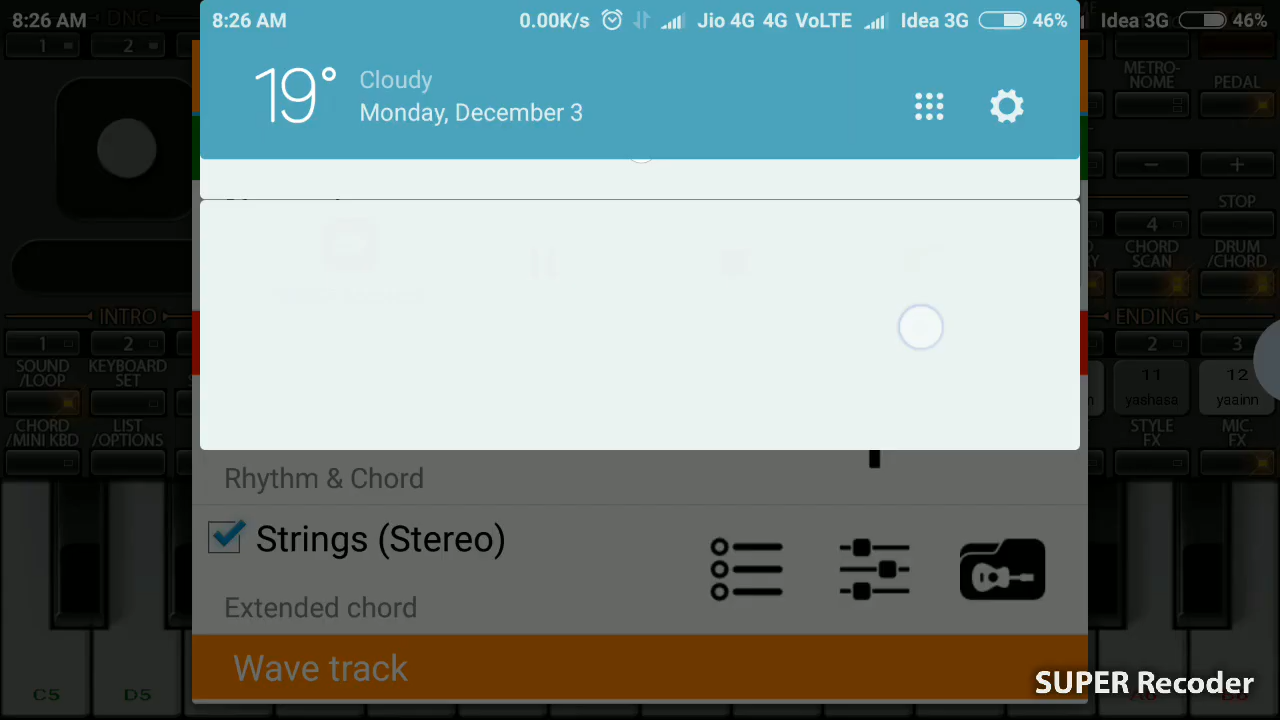 8:26 AM
DNC
8:26 AM
0.00K/s
Jio 4G 4G VoLTE
Idea 3G
46%
Idea 3G
46%
1
2
19°
Cloudy
Monday, December 3
METRO-
NOME
PEDAL
−
+
STOP
4
CHORD
SCAN
DRUM
/CHORD
INTRO
ENDING
1
2
2
3
SOUND
/LOOP
KEYBOARD
SET
11
yashasa
12
yaainn
CHORD
/MINI KBD
LIST
/OPTIONS
STYLE
FX
MIC.
FX
Rhythm & Chord
Strings (Stereo)
Extended chord
Wave track
C5
D5
SUPER Recoder